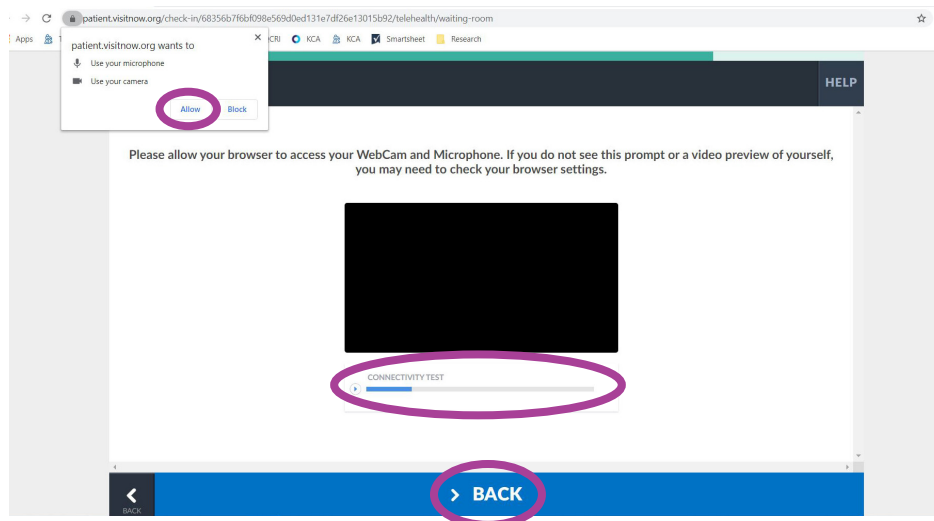 patient.visitnow.org/check-in/68356b7f6bf098e569d0ed131e7df26e13015b92/telehealth/waiting-room
Apps KCA KCA Smartsheet Research
patient.visitnow.org wants to
Use your microphone
Use your camera
Allow Block
HELP
Please allow your browser to access your WebCam and Microphone. If you do not see this prompt or a video preview of yourself,
you may need to check your browser settings.
CONNECTIVITY TEST
BACK
BACK